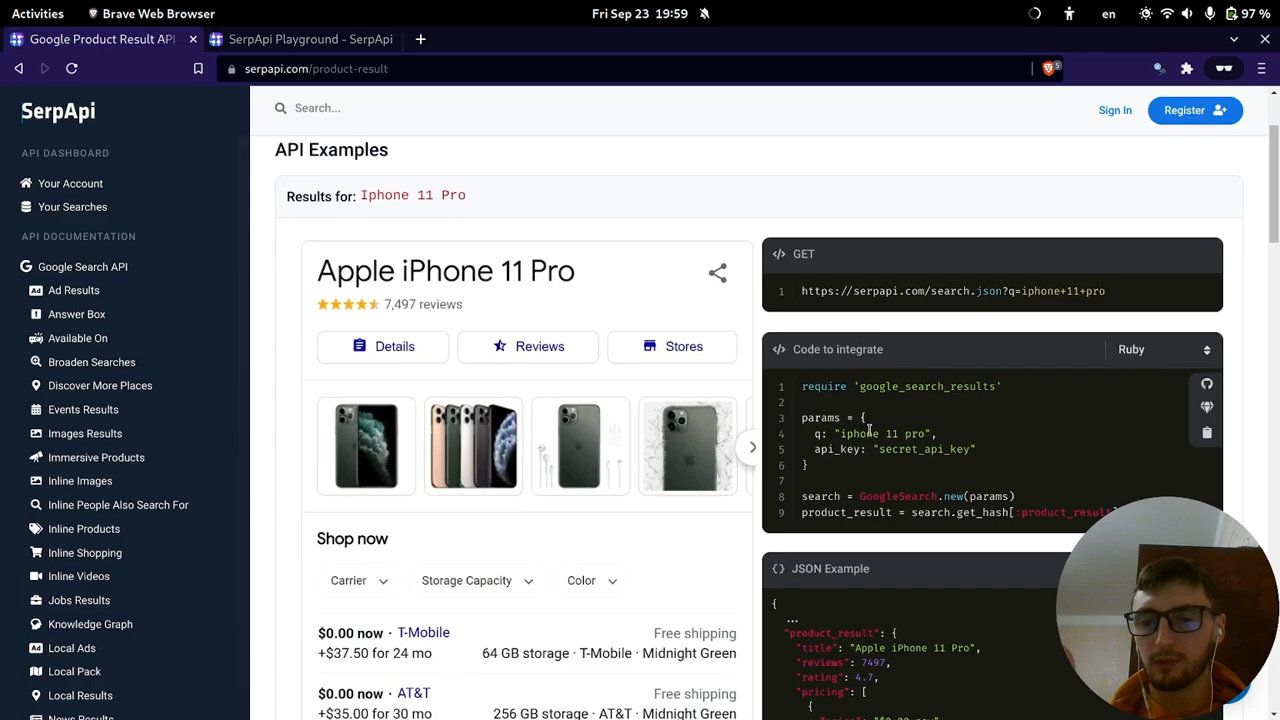 Activities
Brave Web Browser
Fri Sep 23 19:59
en
97 %
Google Product Result API
SerpApi Playground - SerpApi
serpapi.com/product-result
5
SerpApi
Search...
Sign In
Register
API DASHBOARD
Your Account
Your Searches
API DOCUMENTATION
Google Search API
Ad Results
Answer Box
Available On
Broaden Searches
Discover More Places
Events Results
Images Results
Immersive Products
Inline Images
Inline People Also Search For
Inline Products
Inline Shopping
Inline Videos
Jobs Results
Knowledge Graph
Local Ads
Local Pack
Local Results
News Results
API Examples
Results for: Iphone 11 Pro
Apple iPhone 11 Pro
7,497 reviews
Details
Reviews
Stores
Shop now
Carrier
Storage Capacity
Color
$0.00 now · T-Mobile
Free shipping
+$37.50 for 24 mo
64 GB storage · T-Mobile · Midnight Green
$0.00 now · AT&T
Free shipping
+$35.00 for 30 mo
256 GB storage · AT&T · Midnight Green
GET
1 https://serpapi.com/search.json?q=iphone+11+pro
Code to integrate
Ruby
1 require 'google_search_results'
2
3 params = {
4 q: "iphone 11 pro",
5 api_key: "secret_api_key"
6 }
7
8 search = GoogleSearch.new(params)
9 product_result = search.get_hash[:product_result]
JSON Example
{
...
"product_result": {
"title": "Apple iPhone 11 Pro",
"reviews": 7497,
"rating": 4.7,
"pricing": [
{